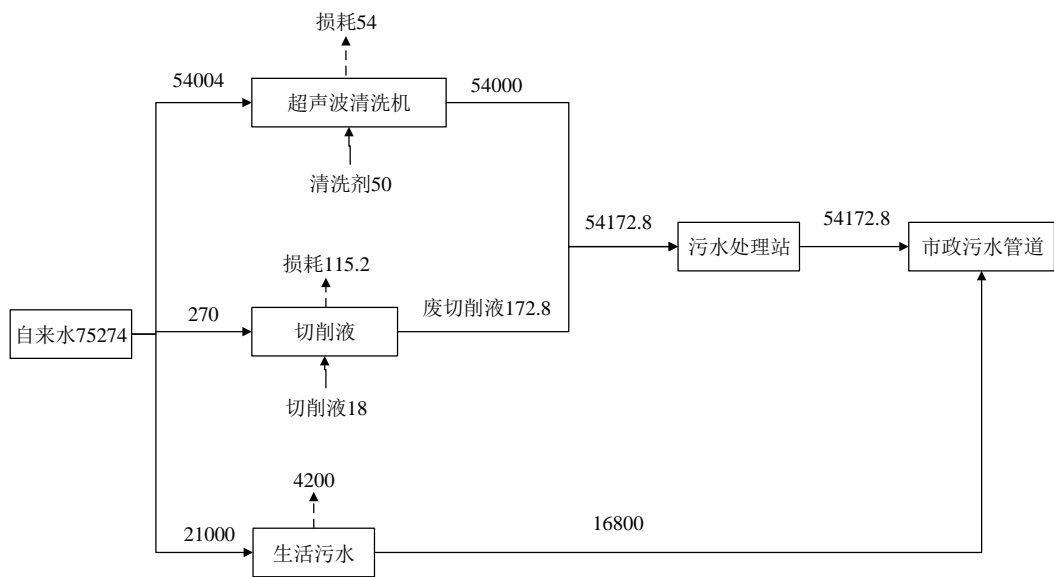 损耗54
54004
超声波清洗机
54000
清洗剂50
54172.8
污水处理站
54172.8
市政污水管道
损耗115.2
自来水75274
270
切削液
废切削液172.8
切削液18
4200
21000
生活污水
16800